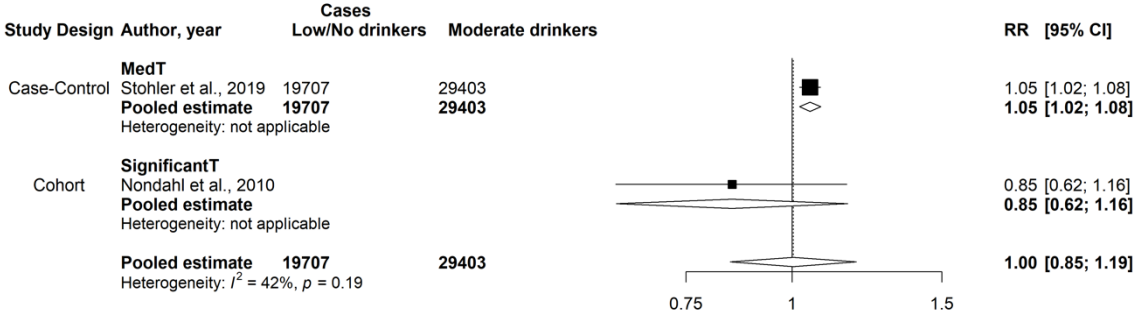 Cases
Study Design Author, year Low/No drinkers Moderate drinkers RR [95% CI]
MedT
Case-Control Stohler et al., 2019 19707 29403 1.05 [1.02; 1.08]
Pooled estimate 19707 29403 1.05 [1.02; 1.08]
Heterogeneity: not applicable
SignificantT
Cohort Nondahl et al., 2010 0.85 [0.62; 1.16]
Pooled estimate 0.85 [0.62; 1.16]
Heterogeneity: not applicable
Pooled estimate 19707 29403 1.00 [0.85; 1.19]
Heterogeneity: I² = 42%, p = 0.19
0.75 1 1.5